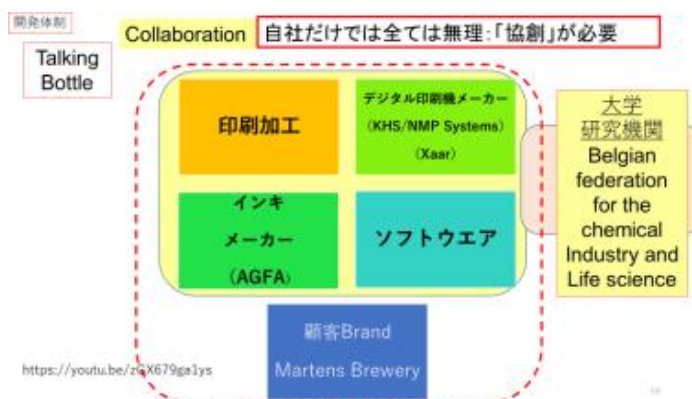 開発体制
Collaboration
自社だけでは全ては無理:「協創」が必要
Talking
Bottle
印刷加工
デジタル印刷機メーカー
(KHS/NMP Systems)
(Xaar)
インキ
メーカー
(AGFA)
ソフトウエア
大学
研究機関
Belgian
federation
for the
chemical
Industry and
Life science
顧客Brand
Martens Brewery